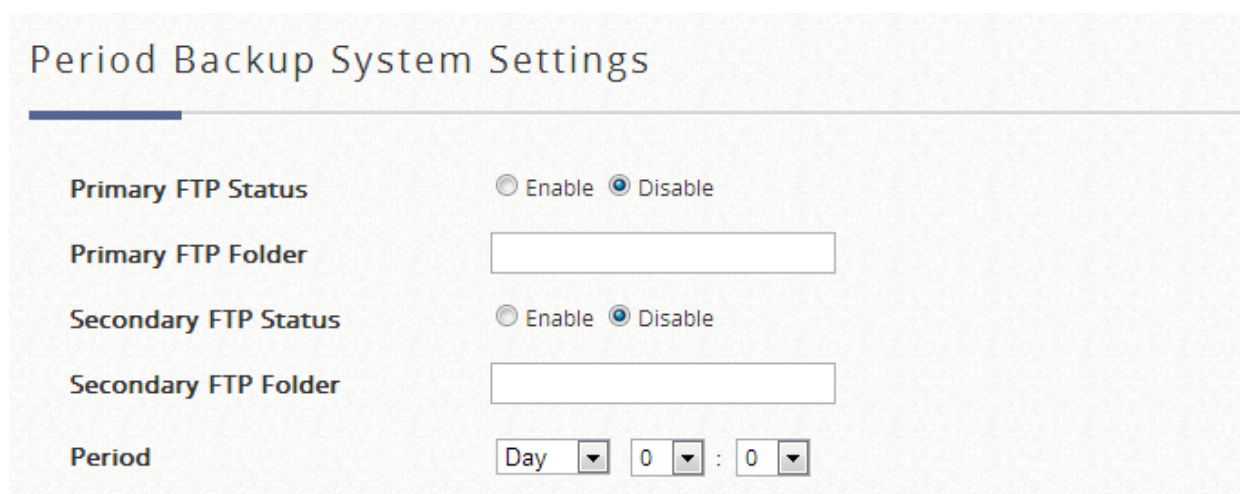 Period Backup System Settings
Primary FTP Status Enable Disable
Primary FTP Folder
Secondary FTP Status Enable Disable
Secondary FTP Folder
Period Day 0 : 0